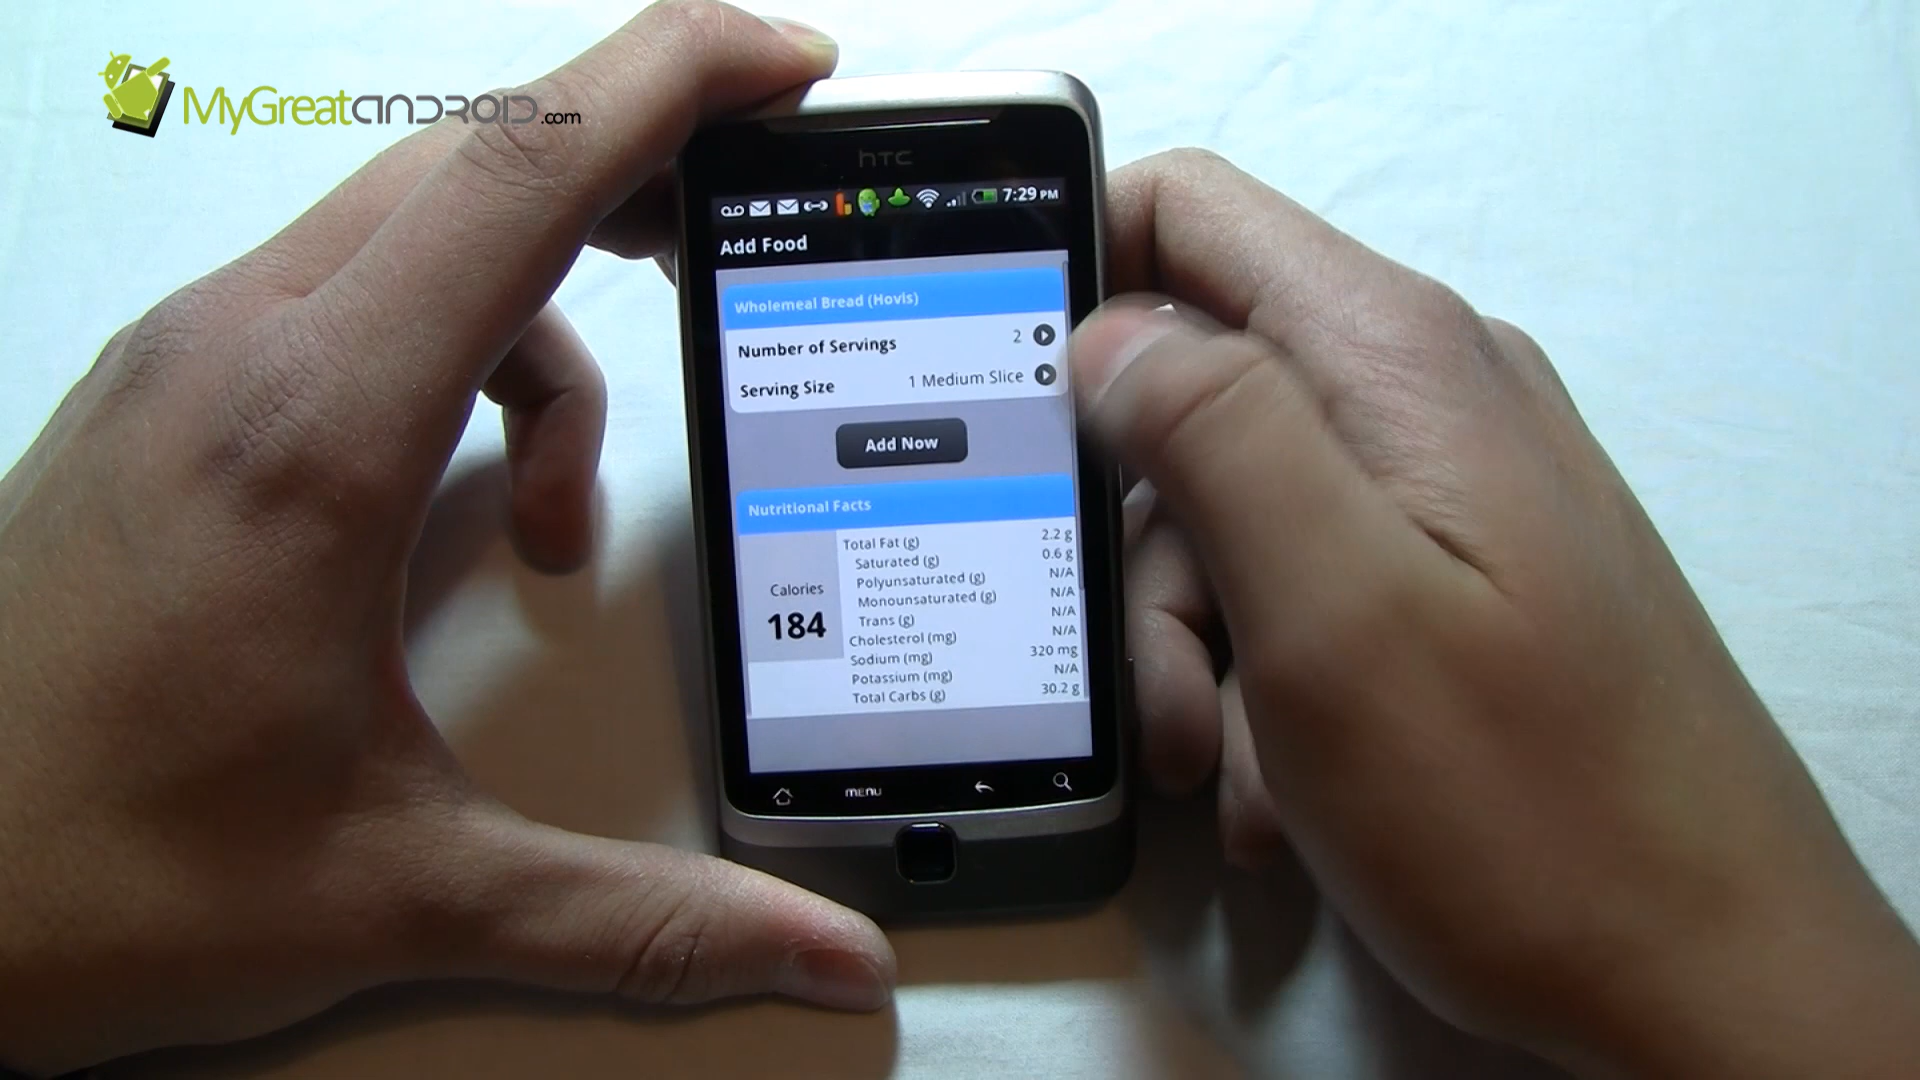 MyGreatANDROID.com
hTC
7:29 PM
Add Food
Wholemeal Bread (Hovis)
Number of Servings 2
Serving Size 1 Medium Slice
Add Now
Nutritional Facts
Calories
184
Total Fat (g) 2.2 g
Saturated (g) 0.6 g
Polyunsaturated (g) N/A
Monounsaturated (g) N/A
Trans (g) N/A
Cholesterol (mg) N/A
Sodium (mg) 320 mg
Potassium (mg) N/A
Total Carbs (g) 30.2 g
MENU